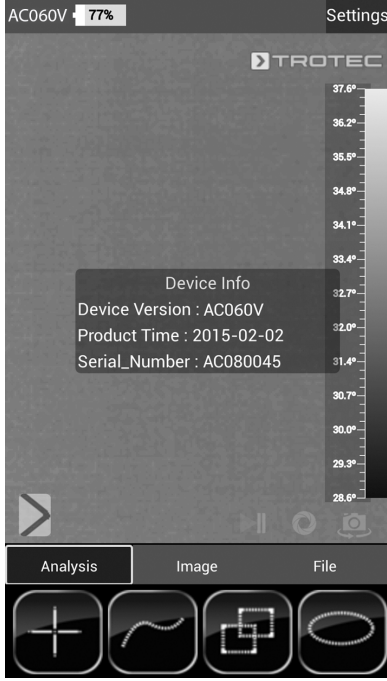 AC060V 77% Settings
TROTEC
37.6°
36.2°
35.5°
34.8°
34.1°
33.4°
Device Info
32.7°
Device Version : AC060V
Product Time : 2015-02-02
32.0°
Serial_Number : AC080045
31.4°
30.7°
30.0°
29.3°
28.6°
Analysis Image File